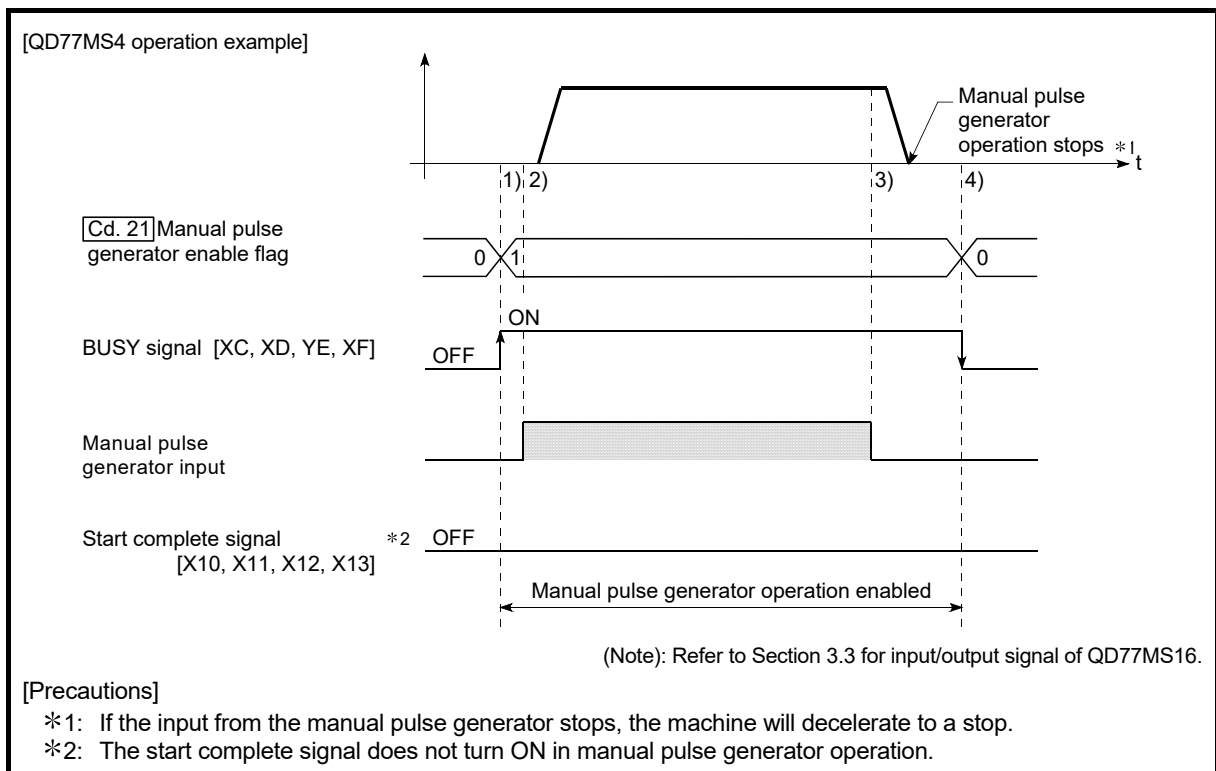 [QD77MS4 operation example]
Manual pulse
generator
operation stops *1
t
1) 2) 3) 4)
Cd. 21 Manual pulse
generator enable flag
0 1 0
ON
BUSY signal [XC, XD, YE, XF]
OFF
Manual pulse
generator input
Start complete signal *2 OFF
[X10, X11, X12, X13]
Manual pulse generator operation enabled
(Note): Refer to Section 3.3 for input/output signal of QD77MS16.
[Precautions]
*1: If the input from the manual pulse generator stops, the machine will decelerate to a stop.
*2: The start complete signal does not turn ON in manual pulse generator operation.